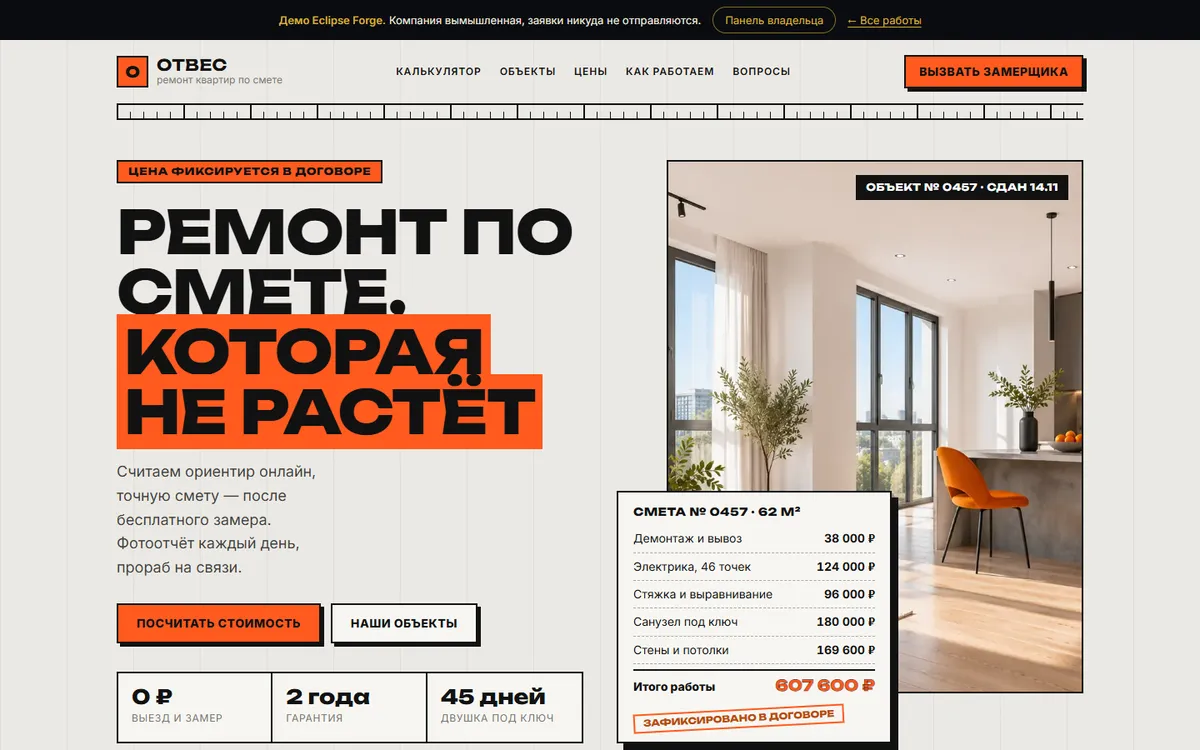 Демо Eclipse Forge. Компания вымышленная, заявки никуда не отправляются. Панель владельца ← Все работы
О ОТВЕС
ремонт квартир по смете
КАЛЬКУЛЯТОР ОБЪЕКТЫ ЦЕНЫ КАК РАБОТАЕМ ВОПРОСЫ
ВЫЗВАТЬ ЗАМЕРЩИКА
ЦЕНА ФИКСИРУЕТСЯ В ДОГОВОРЕ
РЕМОНТ ПО
СМЕТЕ,
КОТОРАЯ
НЕ РАСТЁТ
Считаем ориентир онлайн,
точную смету — после
бесплатного замера.
Фотоотчёт каждый день,
прораб на связи.
ПОСЧИТАТЬ СТОИМОСТЬ НАШИ ОБЪЕКТЫ
0 ₽
ВЫЕЗД И ЗАМЕР
2 года
ГАРАНТИЯ
45 дней
ДВУШКА ПОД КЛЮЧ
ОБЪЕКТ № 0457 · СДАН 14.11
СМЕТА № 0457 · 62 М²
Демонтаж и вывоз 38 000 ₽
Электрика, 46 точек 124 000 ₽
Стяжка и выравнивание 96 000 ₽
Санузел под ключ 180 000 ₽
Стены и потолки 169 600 ₽
Итого работы 607 600 ₽
ЗАФИКСИРОВАНО В ДОГОВОРЕ